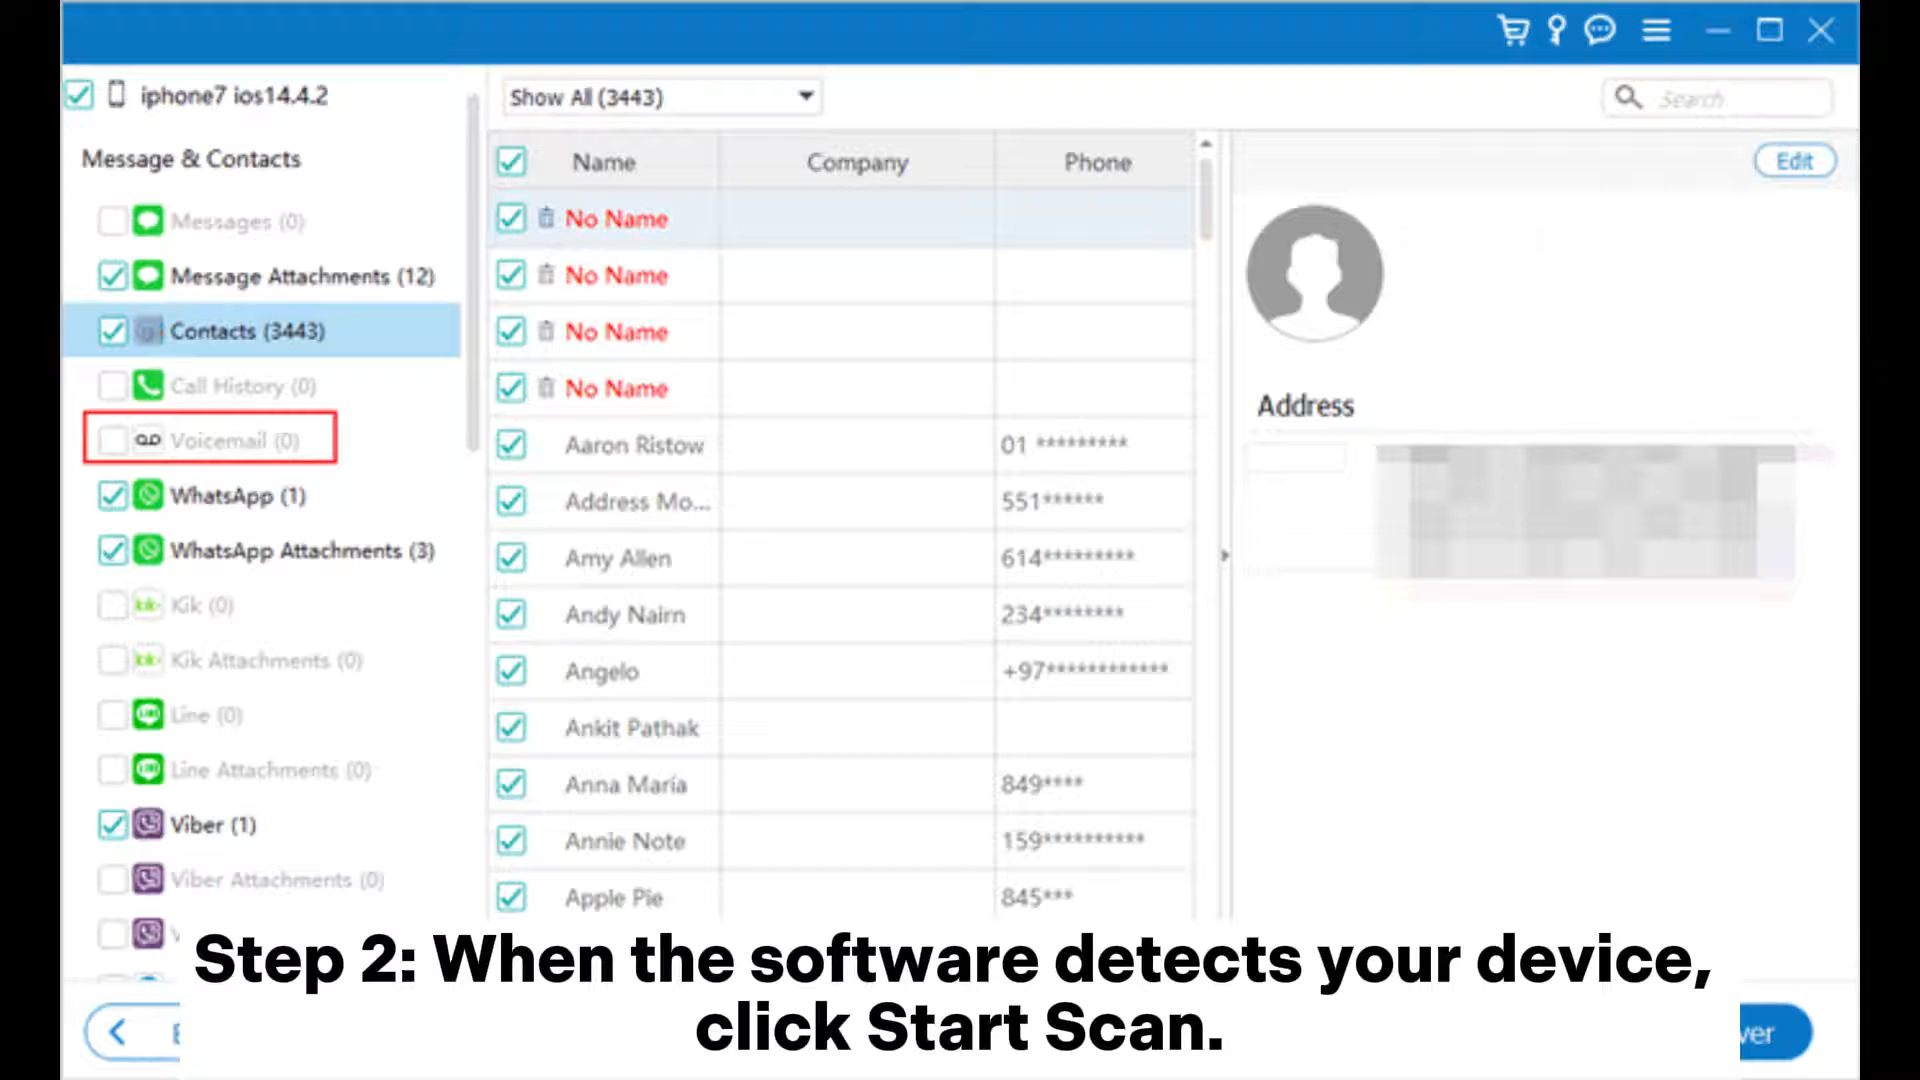 iphone7 ios14.4.2
Show All (3443)
Search
Message & Contacts
Name Company Phone
Edit
Messages (0)
No Name
Message Attachments (12)
No Name
Contacts (3443)
No Name
Call History (0)
No Name
Address
Voicemail (0)
Aaron Ristow 01 *********
WhatsApp (1)
Address Mo... 551******
WhatsApp Attachments (3)
Amy Allen 614*********
Kik (0)
Andy Nairn 234********
Kik Attachments (0)
Angelo +97************
Line (0)
Ankit Pathak
Line Attachments (0)
Anna Maria 849****
Viber (1)
Annie Note 159**********
Viber Attachments (0)
Apple Pie 845***
Step 2: When the software detects your device,
click Start Scan.